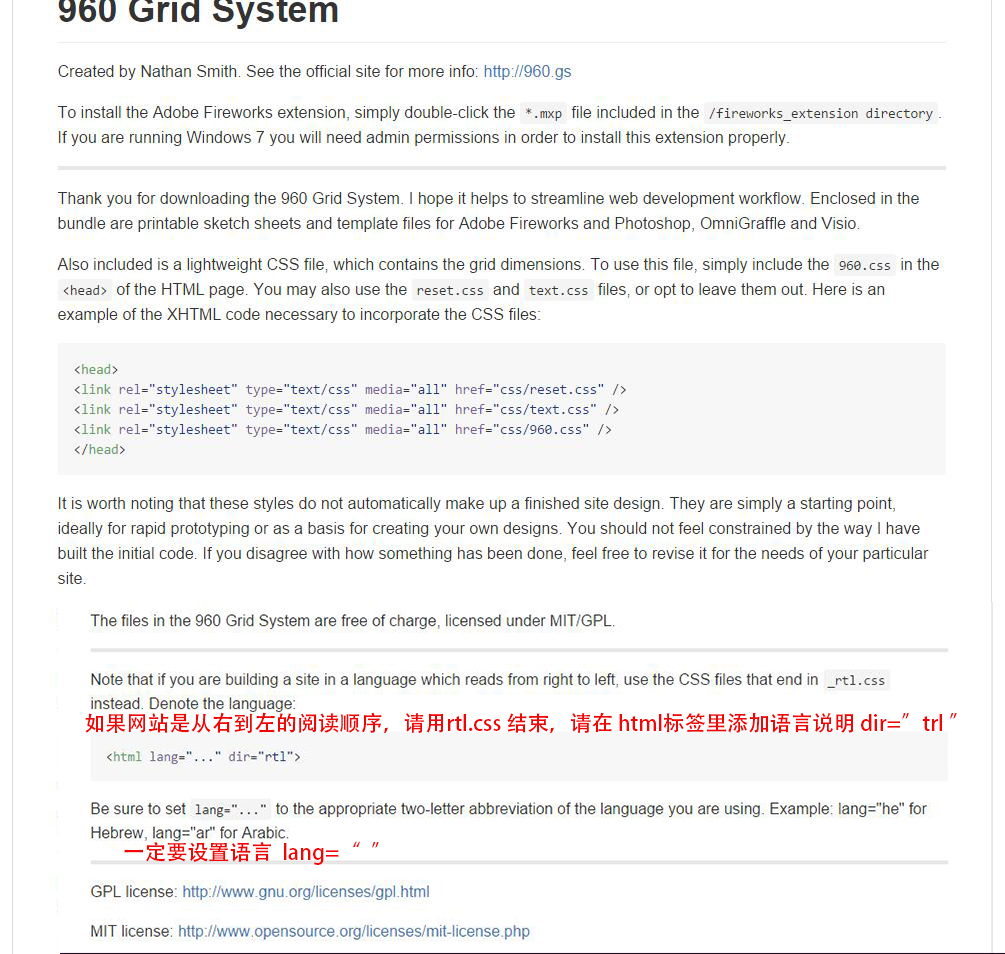 960 Grid System
Created by Nathan Smith. See the official site for more info: http://960.gs
To install the Adobe Fireworks extension, simply double-click the *.mxp file included in the /fireworks_extension directory .
If you are running Windows 7 you will need admin permissions in order to install this extension properly.
Thank you for downloading the 960 Grid System. I hope it helps to streamline web development workflow. Enclosed in the
bundle are printable sketch sheets and template files for Adobe Fireworks and Photoshop, OmniGraffle and Visio.
Also included is a lightweight CSS file, which contains the grid dimensions. To use this file, simply include the 960.css in the
<head> of the HTML page. You may also use the reset.css and text.css files, or opt to leave them out. Here is an
example of the XHTML code necessary to incorporate the CSS files:
<head>
<link rel="stylesheet" type="text/css" media="all" href="css/reset.css" />
<link rel="stylesheet" type="text/css" media="all" href="css/text.css" />
<link rel="stylesheet" type="text/css" media="all" href="css/960.css" />
</head>
It is worth noting that these styles do not automatically make up a finished site design. They are simply a starting point,
ideally for rapid prototyping or as a basis for creating your own designs. You should not feel constrained by the way I have
built the initial code. If you disagree with how something has been done, feel free to revise it for the needs of your particular
site.
The files in the 960 Grid System are free of charge, licensed under MIT/GPL.
Note that if you are building a site in a language which reads from right to left, use the CSS files that end in _rtl.css
instead. Denote the language:
如果网站是从右到左的阅读顺序，请用rtl.css 结束，请在 html标签里添加语言说明 dir=” trl ”
<html lang="..." dir="rtl">
Be sure to set lang="..." to the appropriate two-letter abbreviation of the language you are using. Example: lang="he" for
Hebrew, lang="ar" for Arabic.
一定要设置语言 lang= “ ”
GPL license: http://www.gnu.org/licenses/gpl.html
MIT license: http://www.opensource.org/licenses/mit-license.php